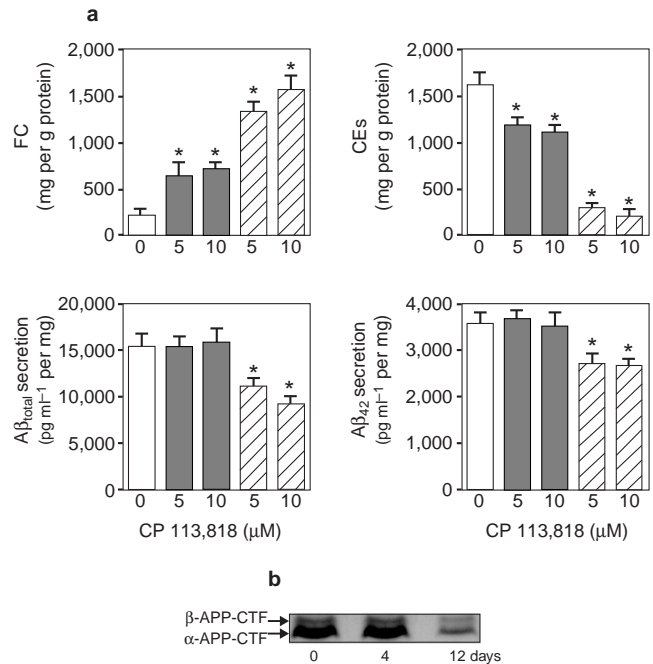 a
2,000
1,500
1,000
500
0
FC
(mg per g protein)
* * * *
0 5 10 5 10
2,000
1,500
1,000
500
0
CEs
(mg per g protein)
* * * *
0 5 10 5 10
20,000
15,000
10,000
5,000
0
Aβtotal secretion
(pg ml–1 per mg)
* *
0 5 10 5 10
CP 113,818 (μM)
4,000
3,000
2,000
1,000
0
Aβ42 secretion
(pg ml–1 per mg)
* *
0 5 10 5 10
CP 113,818 (μM)
b
β-APP-CTF
α-APP-CTF
0 4 12 days